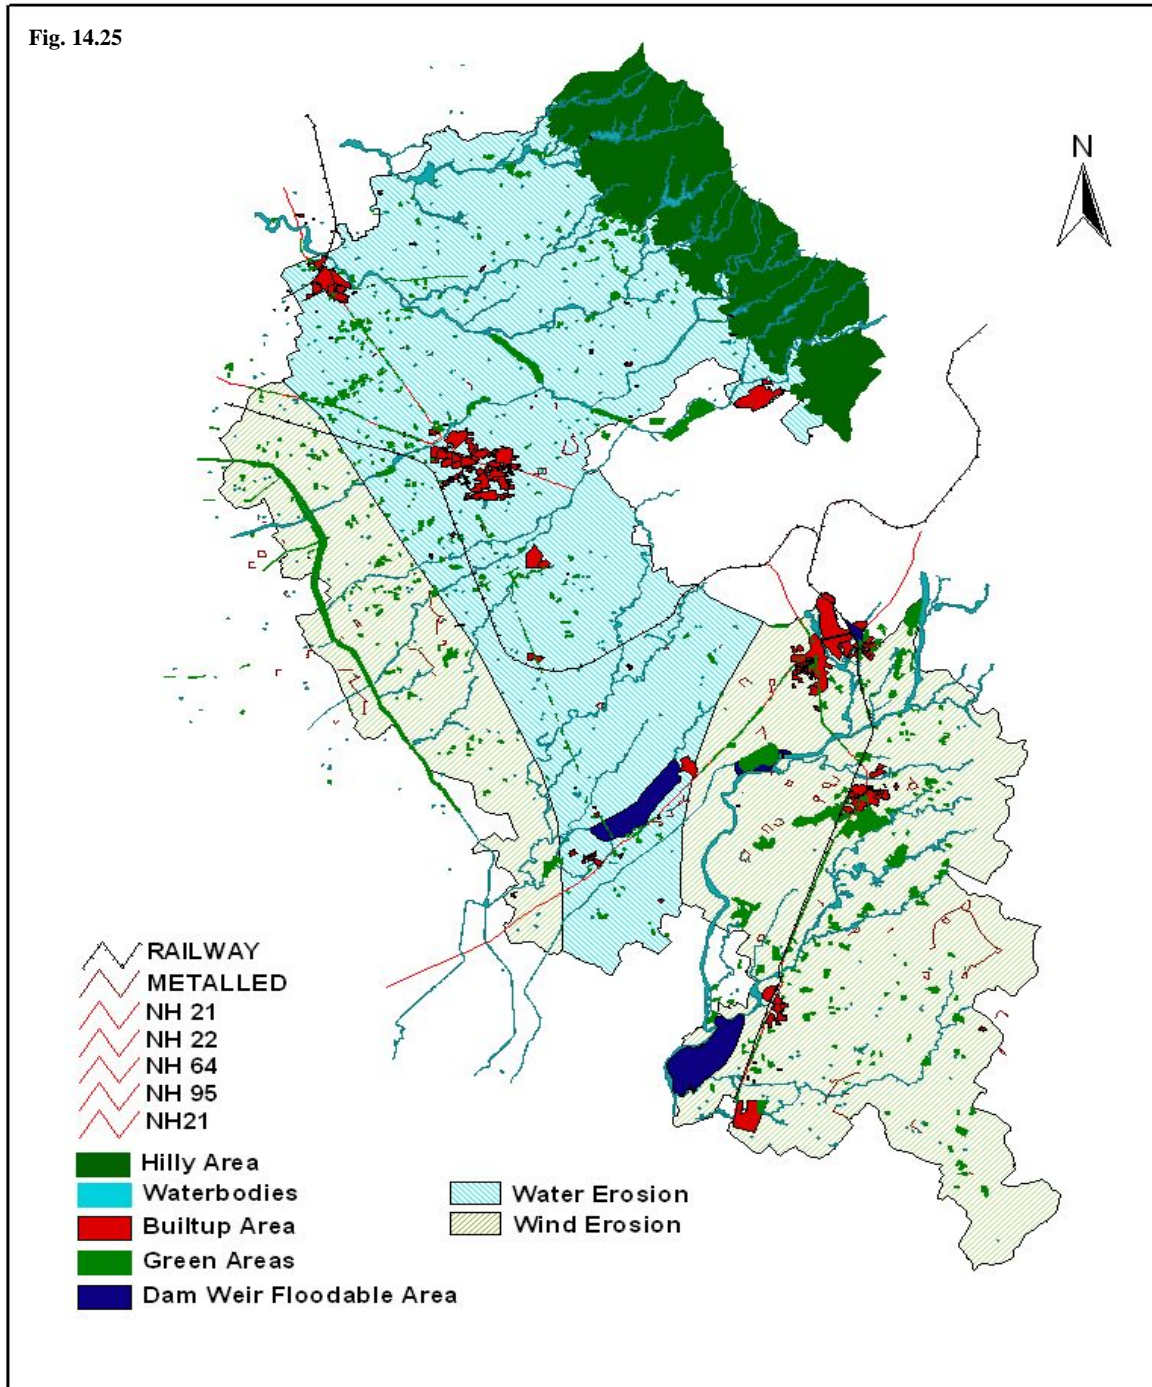 Fig. 14.25
N
RAILWAY
METALLED
NH 21
NH 22
NH 64
NH 95
NH21
Hilly Area
Waterbodies
Builtup Area
Green Areas
Dam Weir Floodable Area
Water Erosion
Wind Erosion